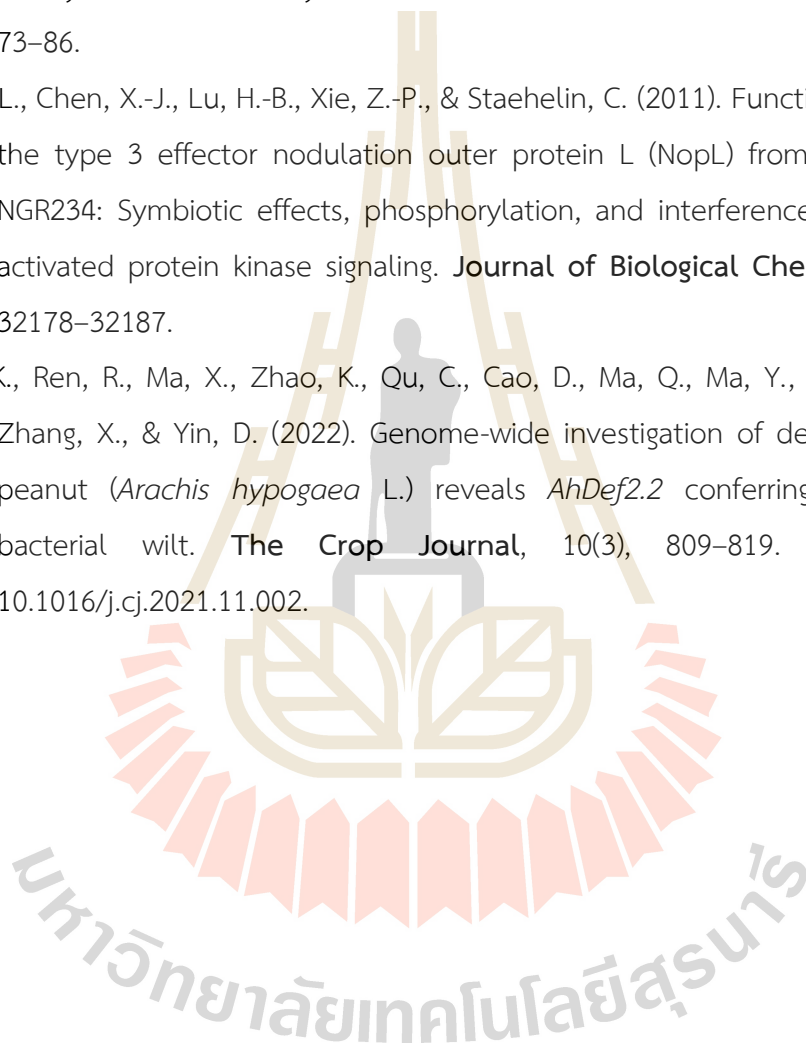 73–86.
L., Chen, X.-J., Lu, H.-B., Xie, Z.-P., & Staehelin, C. (2011). Functi
the type 3 effector nodulation outer protein L (NopL) from
NGR234: Symbiotic effects, phosphorylation, and interference
activated protein kinase signaling. Journal of Biological Che
32178–32187.
K., Ren, R., Ma, X., Zhao, K., Qu, C., Cao, D., Ma, Q., Ma, Y.,
Zhang, X., & Yin, D. (2022). Genome-wide investigation of de
peanut (Arachis hypogaea L.) reveals AhDef2.2 conferring
bacterial wilt. The Crop Journal, 10(3), 809–819.
10.1016/j.cj.2021.11.002.
มหาวิทยาลัยเทคโนโลยีสุรนารี